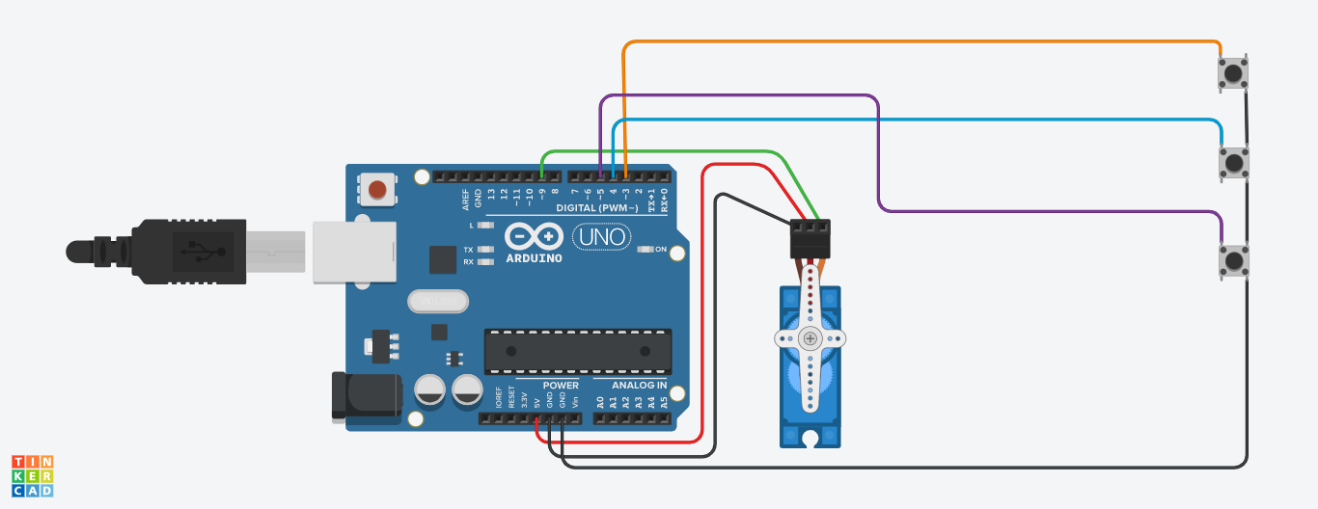 AREF
GND
13
12
~11
~10
~9
8
7
~6
~5
4
~3
2
TX→1
RX←0
DIGITAL (PWM~)
L
TX
RX
ARDUINO
UNO
ON
POWER
ANALOG IN
IOREF
RESET
3.3V
5V
GND
GND
Vin
A0
A1
A2
A3
A4
A5
TIN
KER
CAD